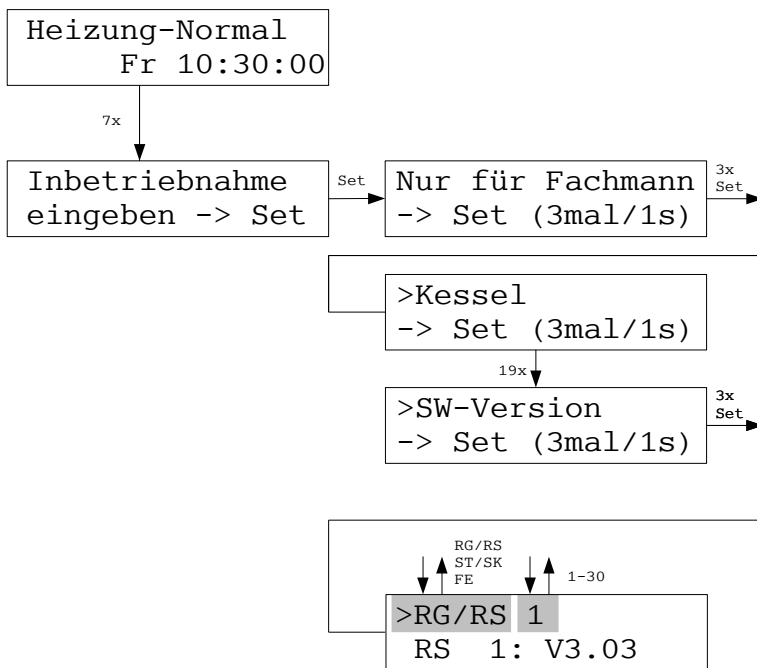 Heizung-Normal
Fr 10:30:00
7x
Inbetriebnahme
eingeben -> Set
Set
Nur für Fachmann
-> Set (3mal/1s)
3x
Set
>Kessel
-> Set (3mal/1s)
19x
>SW-Version
-> Set (3mal/1s)
3x
Set
RG/RS
ST/SK
FE
1-30
>RG/RS 1
RS 1: V3.03